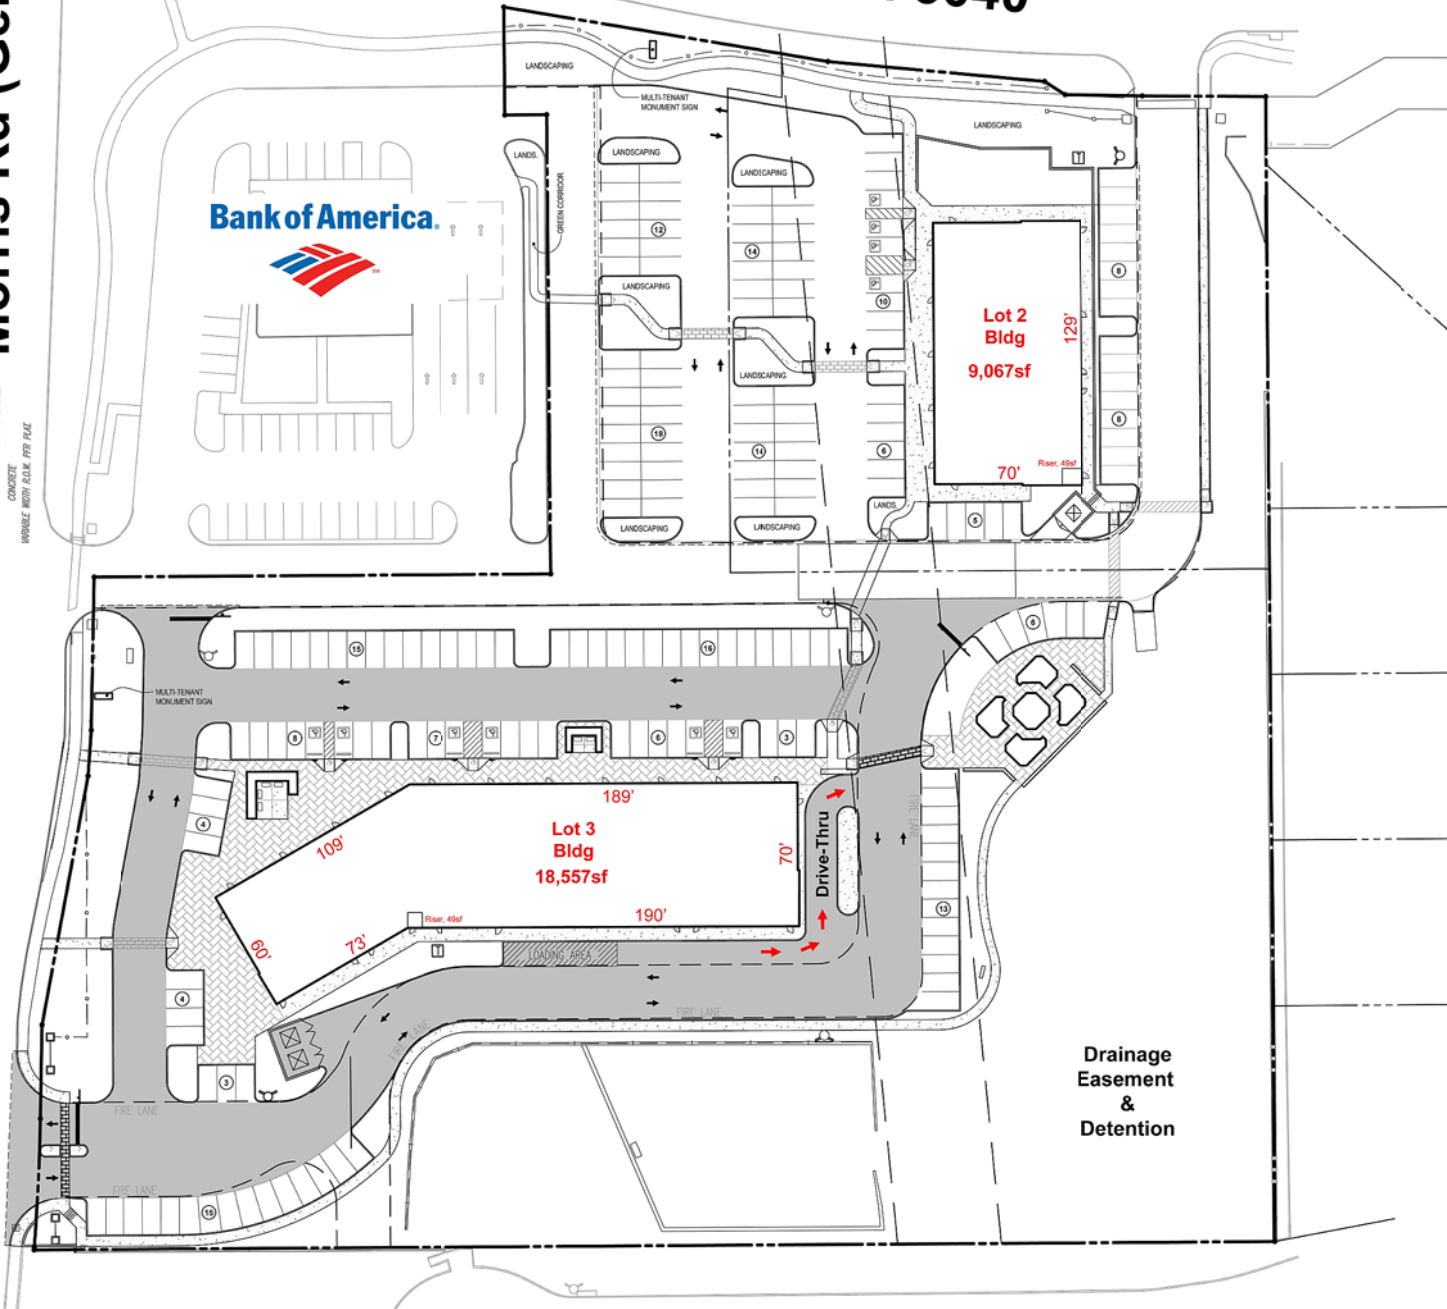 LANDSCAPING
MULTI-TENANT
MONUMENT SIGN
LANDS.
LANDSCAPING
LANDSCAPING
LANDSCAPING
T
GREEN CORRIDOR
Bank of America
SM
12
14
10
8
LANDSCAPING
LANDSCAPING
Lot 2
Bldg
9,067sf
129'
18
14
6
8
70'
Riser, 49sf
LANDSCAPING
LANDSCAPING
LANDS.
5
CONCRETE
VARIABLE WIDTH R.O.W. PER PLAT
15
16
6
MULTI-TENANT
MONUMENT SIGN
8
7
6
3
4
189'
109'
Lot 3
Bldg
18,557sf
70'
Drive-Thru
FIRE LANE
13
Riser, 49sf
190'
60'
73'
T
LOADING AREA
4
FIRE LANE
FIRE LANE
3
FIRE LANE
FIRE LANE
15
Drainage
Easement
&
Detention